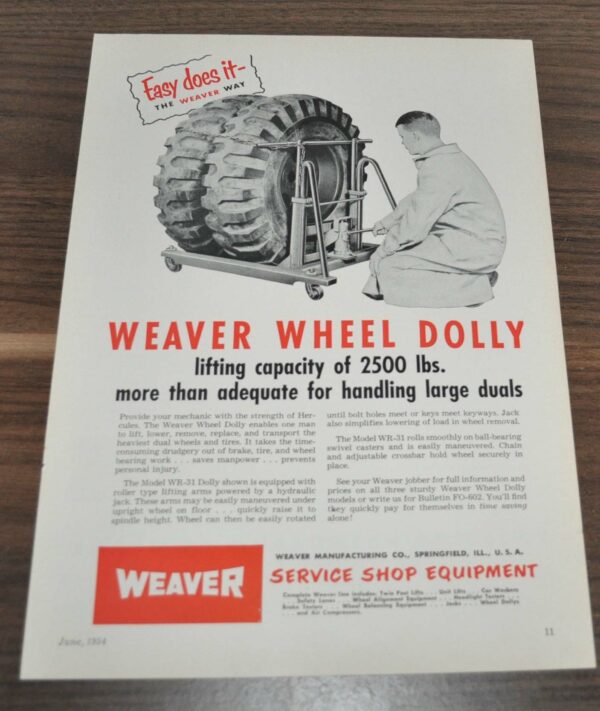 Easy does it-
THE WEAVER WAY
WEAVER WHEEL DOLLY
lifting capacity of 2500 lbs.
more than adequate for handling large duals
Provide your mechanic with the strength of Her-
cules. The Weaver Wheel Dolly enables one man
to lift, lower, remove, replace, and transport the
heaviest dual wheels and tires. It takes the time-
consuming drudgery out of brake, tire, and wheel
bearing work . . . saves manpower . . . prevents
personal injury.
The Model WR-31 Dolly shown is equipped with
roller type lifting arms powered by a hydraulic
jack. These arms may be easily maneuvered under
upright wheel on floor . . . quickly raise it to
spindle height. Wheel can then be easily rotated
until bolt holes meet or keys meet keyways. Jack
also simplifies lowering of load in wheel removal.
The Model WR-31 rolls smoothly on ball-bearing
swivel casters and is easily maneuvered. Chain
and adjustable crossbar hold wheel securely in
place.
See your Weaver jobber for full information and
prices on all three sturdy Weaver Wheel Dolly
models or write us for Bulletin FO-602. You'll find
they quickly pay for themselves in time saving
alone!
WEAVER
WEAVER MANUFACTURING CO., SPRINGFIELD, ILL., U. S. A.
SERVICE SHOP EQUIPMENT
Complete Weaver line includes: Twin Post Lifts . . . Unit Lifts . . . Car Washers
Safety Lanes . . . Wheel Alignment Equipment . . . Headlight Testers . . .
Brake Testers . . . Wheel Balancing Equipment . . . Jacks . . . Wheel Dollys
. . . and Air Compressors.
June, 1954
11